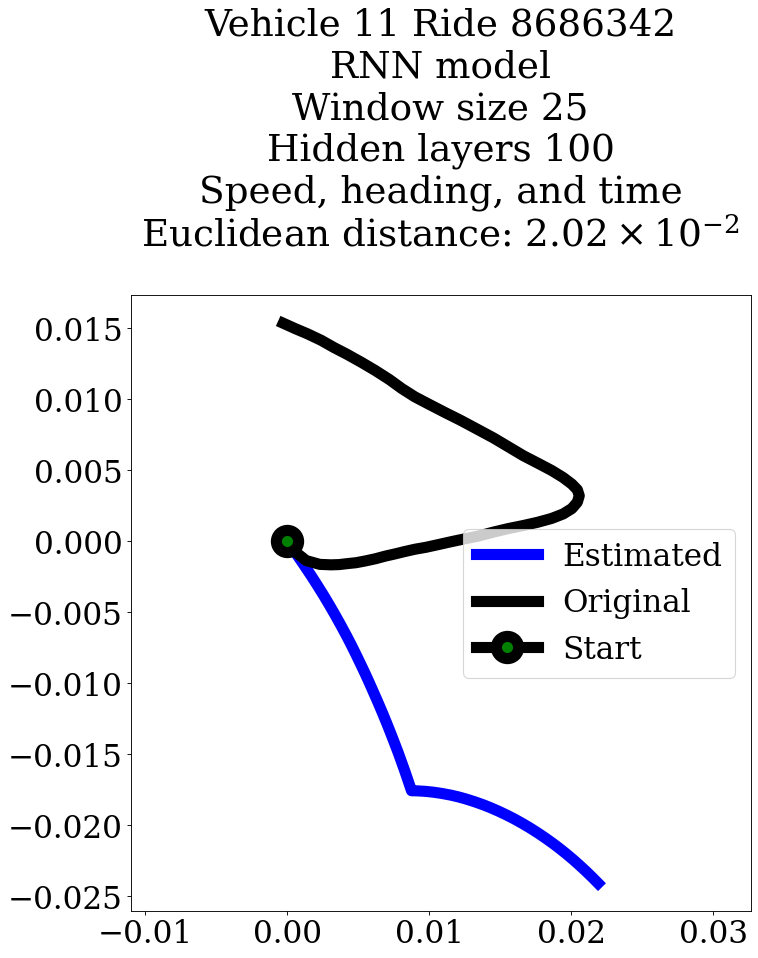 Vehicle 11 Ride 8686342
RNN model
Window size 25
Hidden layers 100
Speed, heading, and time
Euclidean distance: 2.02 × 10⁻²
0.015
0.010
0.005
0.000
−0.005
−0.010
−0.015
−0.020
−0.025
Estimated
Original
Start
−0.01 0.00 0.01 0.02 0.03